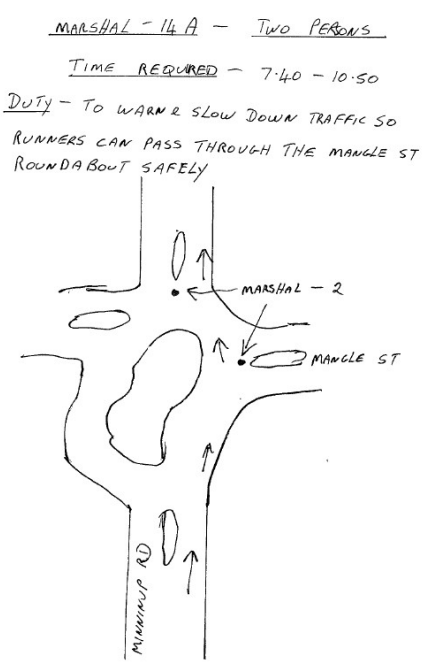 MARSHAL - 14A - TWO PERSONS
TIME REQUIRED - 7.40 - 10.50
DUTY - TO WARN & SLOW DOWN TRAFFIC SO
RUNNERS CAN PASS THROUGH THE MANGLE ST
ROUNDABOUT SAFELY
MARSHAL - 2
MANGLE ST
MINNINUP RD